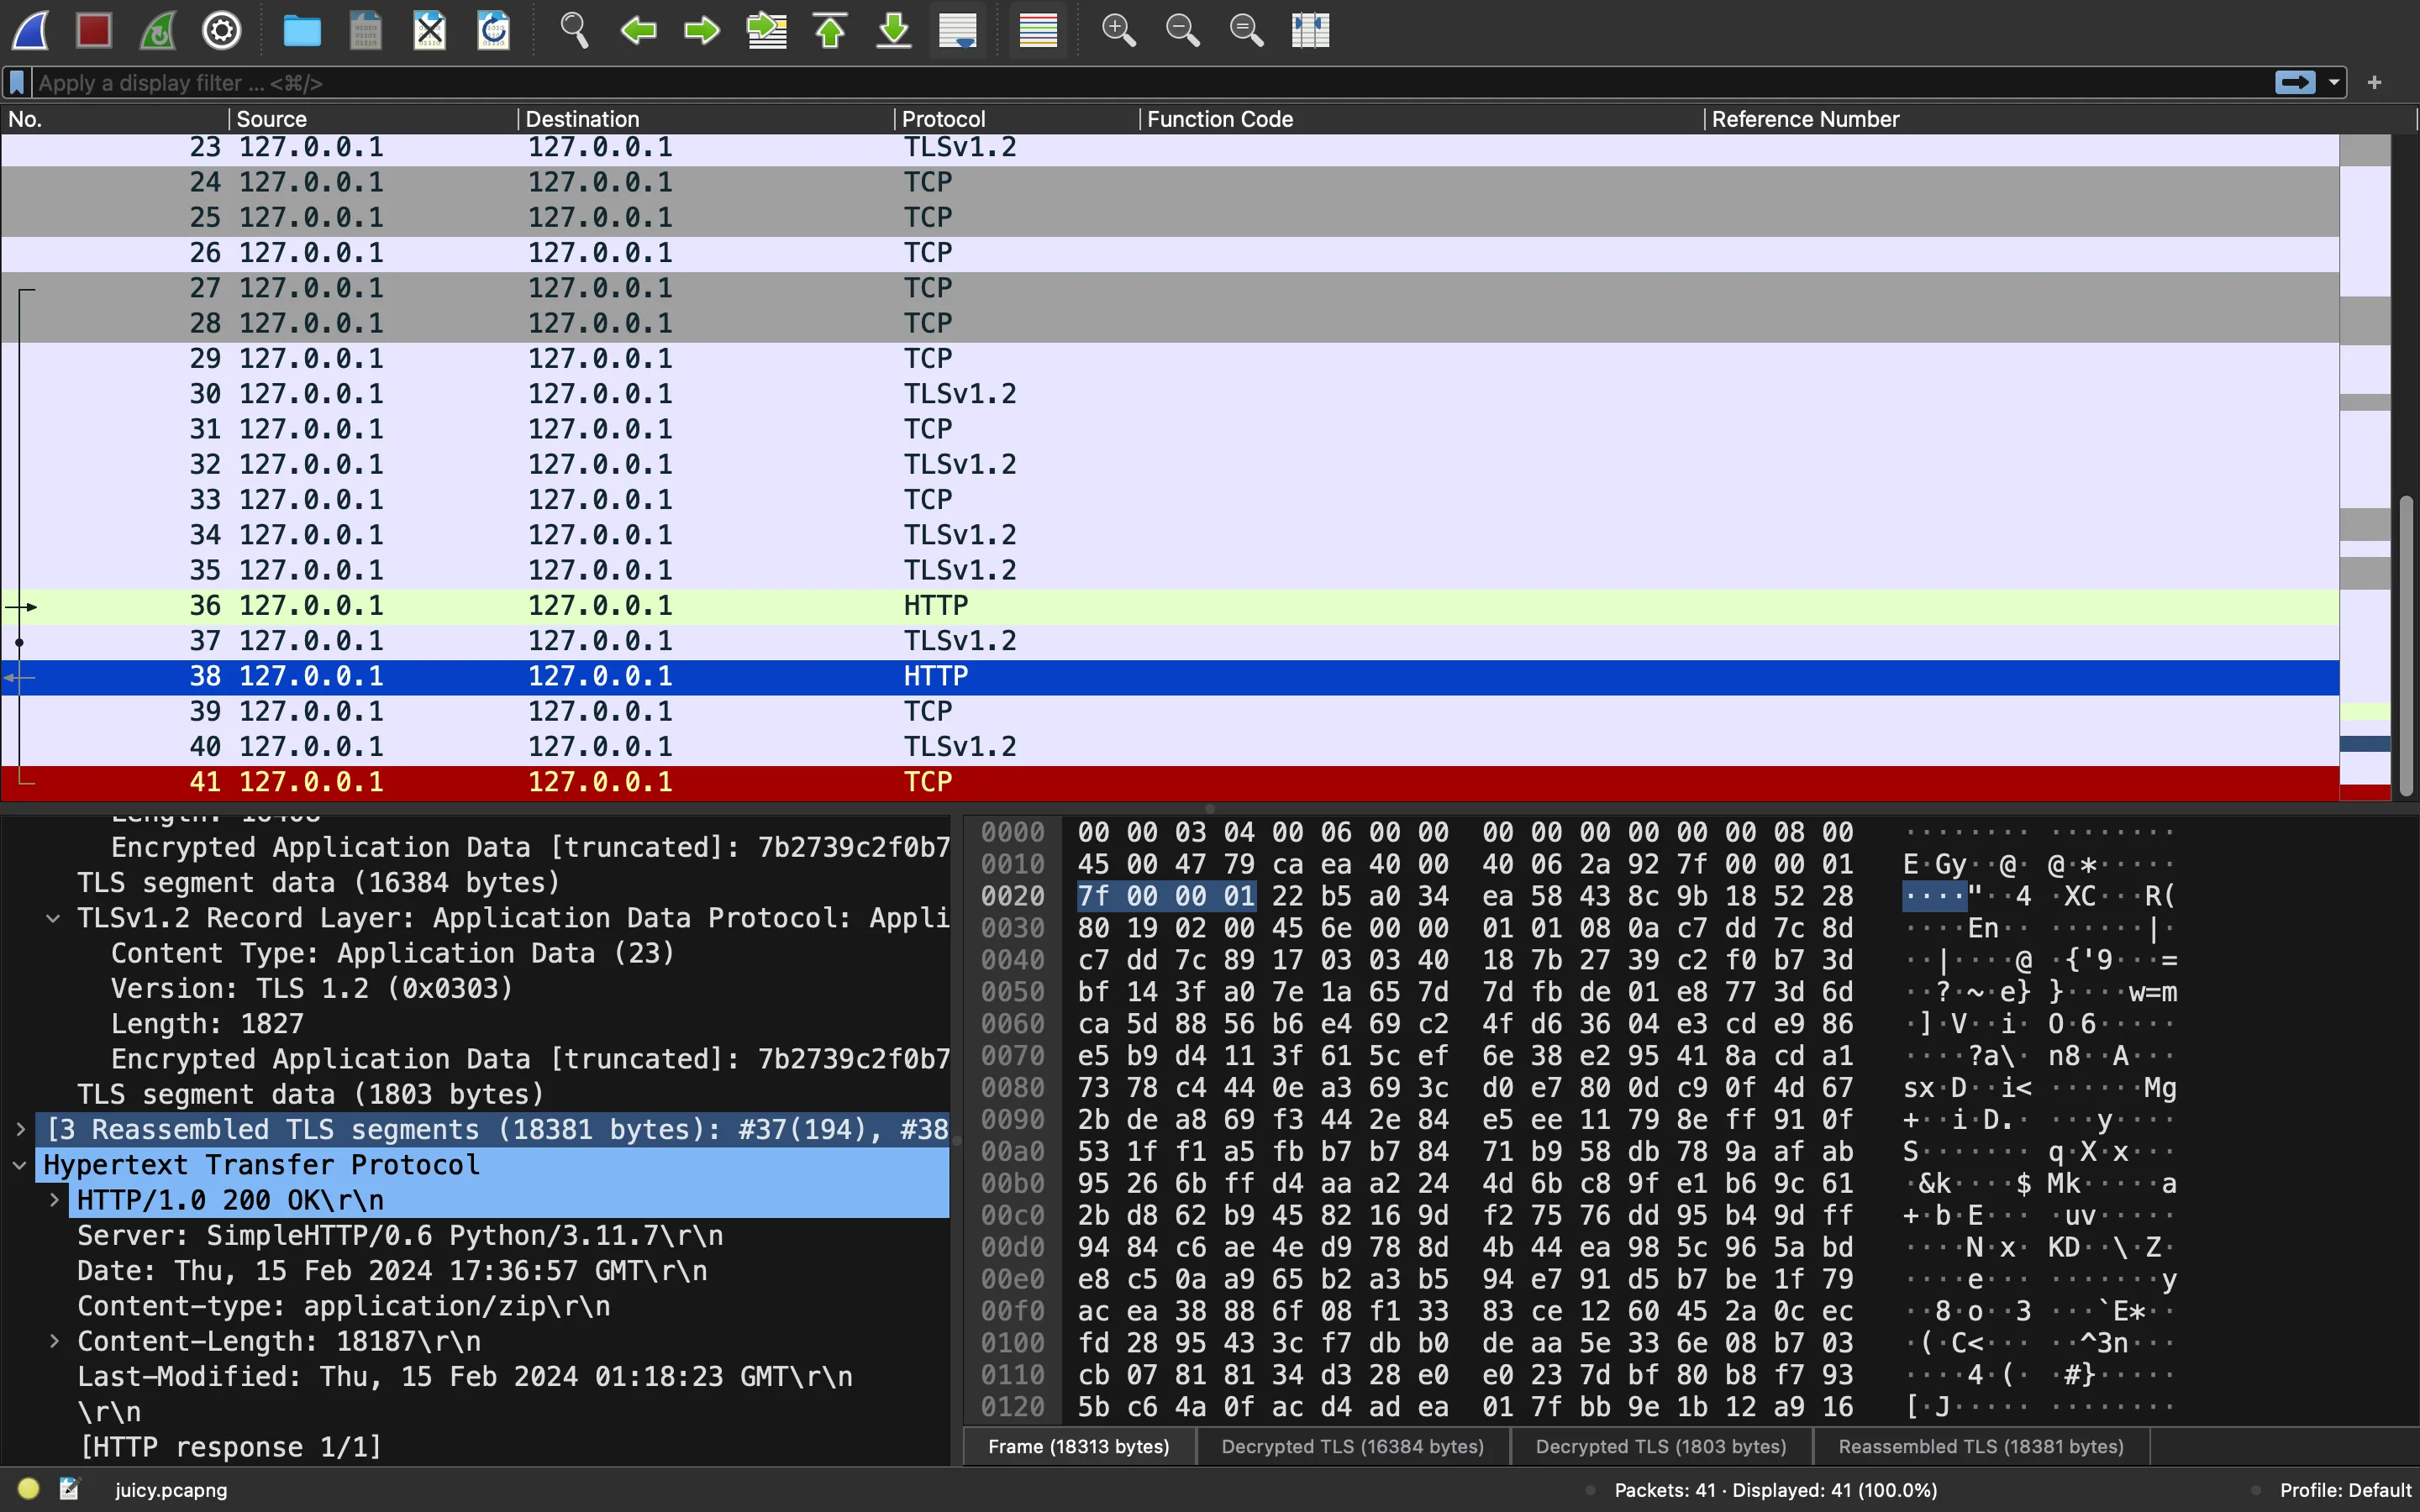 Apply a display filter ... <⌘/>
No. Source Destination Protocol Function Code Reference Number
23 127.0.0.1 127.0.0.1 TLSv1.2
24 127.0.0.1 127.0.0.1 TCP
25 127.0.0.1 127.0.0.1 TCP
26 127.0.0.1 127.0.0.1 TCP
27 127.0.0.1 127.0.0.1 TCP
28 127.0.0.1 127.0.0.1 TCP
29 127.0.0.1 127.0.0.1 TCP
30 127.0.0.1 127.0.0.1 TLSv1.2
31 127.0.0.1 127.0.0.1 TCP
32 127.0.0.1 127.0.0.1 TLSv1.2
33 127.0.0.1 127.0.0.1 TCP
34 127.0.0.1 127.0.0.1 TLSv1.2
35 127.0.0.1 127.0.0.1 TLSv1.2
36 127.0.0.1 127.0.0.1 HTTP
37 127.0.0.1 127.0.0.1 TLSv1.2
38 127.0.0.1 127.0.0.1 HTTP
39 127.0.0.1 127.0.0.1 TCP
40 127.0.0.1 127.0.0.1 TLSv1.2
41 127.0.0.1 127.0.0.1 TCP
Encrypted Application Data [truncated]: 7b2739c2f0b7
TLS segment data (16384 bytes)
TLSv1.2 Record Layer: Application Data Protocol: Appli
Content Type: Application Data (23)
Version: TLS 1.2 (0x0303)
Length: 1827
Encrypted Application Data [truncated]: 7b2739c2f0b7
TLS segment data (1803 bytes)
[3 Reassembled TLS segments (18381 bytes): #37(194), #38
Hypertext Transfer Protocol
HTTP/1.0 200 OK\r\n
Server: SimpleHTTP/0.6 Python/3.11.7\r\n
Date: Thu, 15 Feb 2024 17:36:57 GMT\r\n
Content-type: application/zip\r\n
Content-Length: 18187\r\n
Last-Modified: Thu, 15 Feb 2024 01:18:23 GMT\r\n
\r\n
[HTTP response 1/1]
0000 00 00 03 04 00 06 00 00 00 00 00 00 00 00 08 00 ········ ········
0010 45 00 47 79 ca ea 40 00 40 06 2a 92 7f 00 00 01 E·Gy··@· @·*·····
0020 7f 00 00 01 22 b5 a0 34 ea 58 43 8c 9b 18 52 28 ····"··4 ·XC···R(
0030 80 19 02 00 45 6e 00 00 01 01 08 0a c7 dd 7c 8d ····En·· ······|·
0040 c7 dd 7c 89 17 03 03 40 18 7b 27 39 c2 f0 b7 3d ··|····@ ·{'9···=
0050 bf 14 3f a0 7e 1a 65 7d 7d fb de 01 e8 77 3d 6d ··?·~·e} }····w=m
0060 ca 5d 88 56 b6 e4 69 c2 4f d6 36 04 e3 cd e9 86 ·]·V··i· O·6·····
0070 e5 b9 d4 11 3f 61 5c ef 6e 38 e2 95 41 8a cd a1 ····?a\· n8··A···
0080 73 78 c4 44 0e a3 69 3c d0 e7 80 0d c9 0f 4d 67 sx·D··i< ······Mg
0090 2b de a8 69 f3 44 2e 84 e5 ee 11 79 8e ff 91 0f +··i·D.· ···y····
00a0 53 1f f1 a5 fb b7 b7 84 71 b9 58 db 78 9a af ab S······· q·X·x···
00b0 95 26 6b ff d4 aa a2 24 4d 6b c8 9f e1 b6 9c 61 ·&k····$ Mk·····a
00c0 2b d8 62 b9 45 82 16 9d f2 75 76 dd 95 b4 9d ff +·b·E··· ·uv·····
00d0 94 84 c6 ae 4e d9 78 8d 4b 44 ea 98 5c 96 5a bd ····N·x· KD··\·Z·
00e0 e8 c5 0a a9 65 b2 a3 b5 94 e7 91 d5 b7 be 1f 79 ····e··· ·······y
00f0 ac ea 38 88 6f 08 f1 33 83 ce 12 60 45 2a 0c ec ··8·o··3 ···`E*··
0100 fd 28 95 43 3c f7 db b0 de aa 5e 33 6e 08 b7 03 ·(·C<··· ··^3n···
0110 cb 07 81 81 34 d3 28 e0 e0 23 7d bf 80 b8 f7 93 ····4·(· ·#}·····
0120 5b c6 4a 0f ac d4 ad ea 01 7f bb 9e 1b 12 a9 16 [·J····· ········
Frame (18313 bytes) Decrypted TLS (16384 bytes) Decrypted TLS (1803 bytes) Reassembled TLS (18381 bytes)
juicy.pcapng Packets: 41 · Displayed: 41 (100.0%) Profile: Default